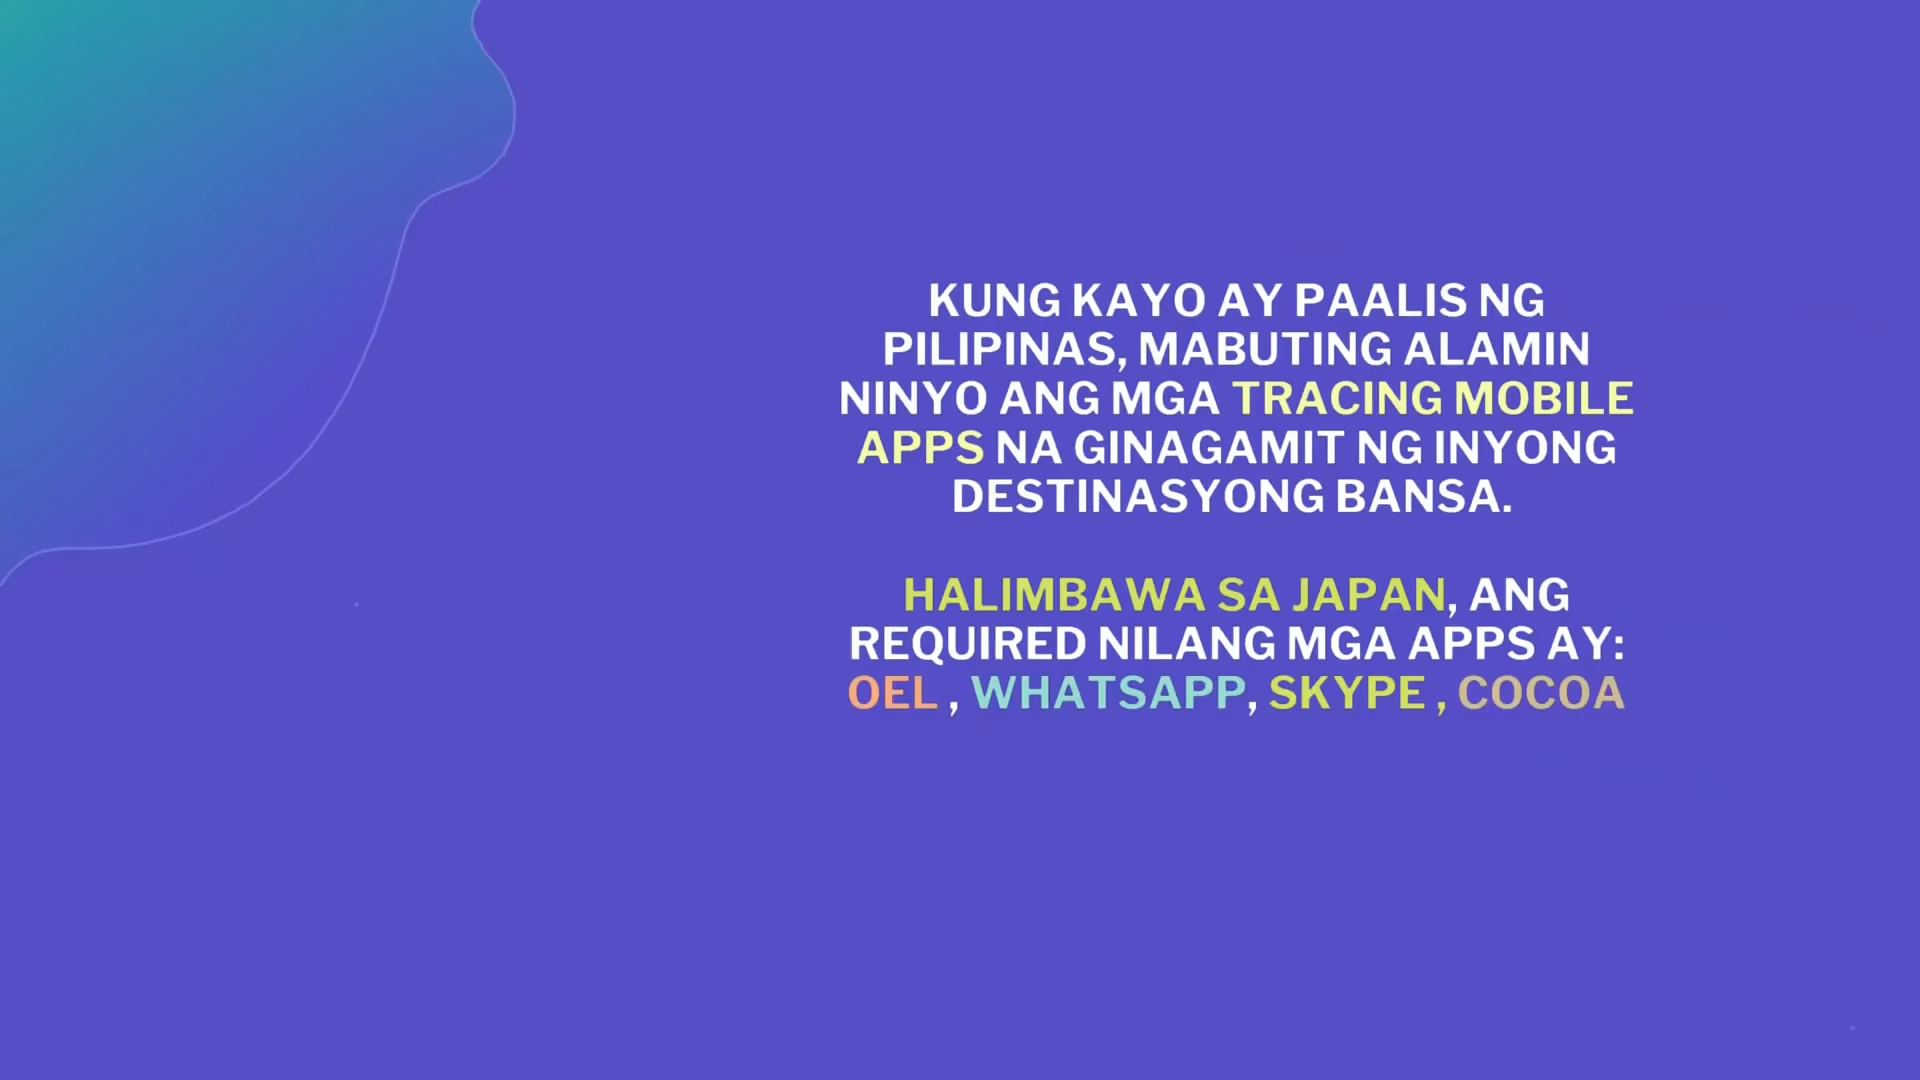 KUNG KAYO AY PAALIS NG
PILIPINAS, MABUTING ALAMIN
NINYO ANG MGA TRACING MOBILE
APPS NA GINAGAMIT NG INYONG
DESTINASYONG BANSA.
HALIMBAWA SA JAPAN, ANG
REQUIRED NILANG MGA APPS AY:
OEL , WHATSAPP, SKYPE , COCOA